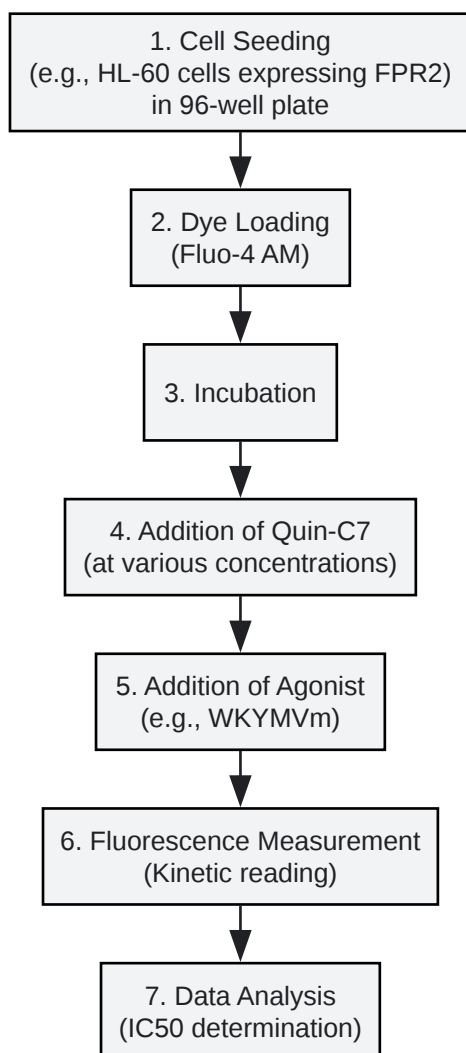 1. Cell Seeding
(e.g., HL-60 cells expressing FPR2)
in 96-well plate
2. Dye Loading
(Fluo-4 AM)
3. Incubation
4. Addition of Quin-C7
(at various concentrations)
5. Addition of Agonist
(e.g., WKYMVm)
6. Fluorescence Measurement
(Kinetic reading)
7. Data Analysis
(IC50 determination)